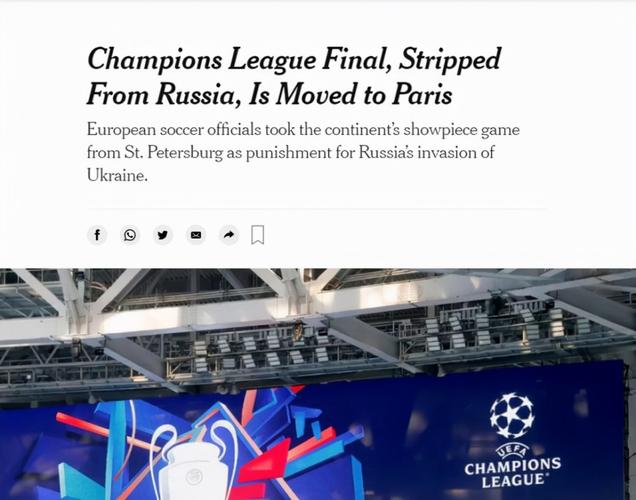 Champions League Final, Stripped
From Russia, Is Moved to Paris
European soccer officials took the continent’s showpiece game
from St. Petersburg as punishment for Russia’s invasion of
Ukraine.
UEFA
CHAMPIONS
LEAGUE